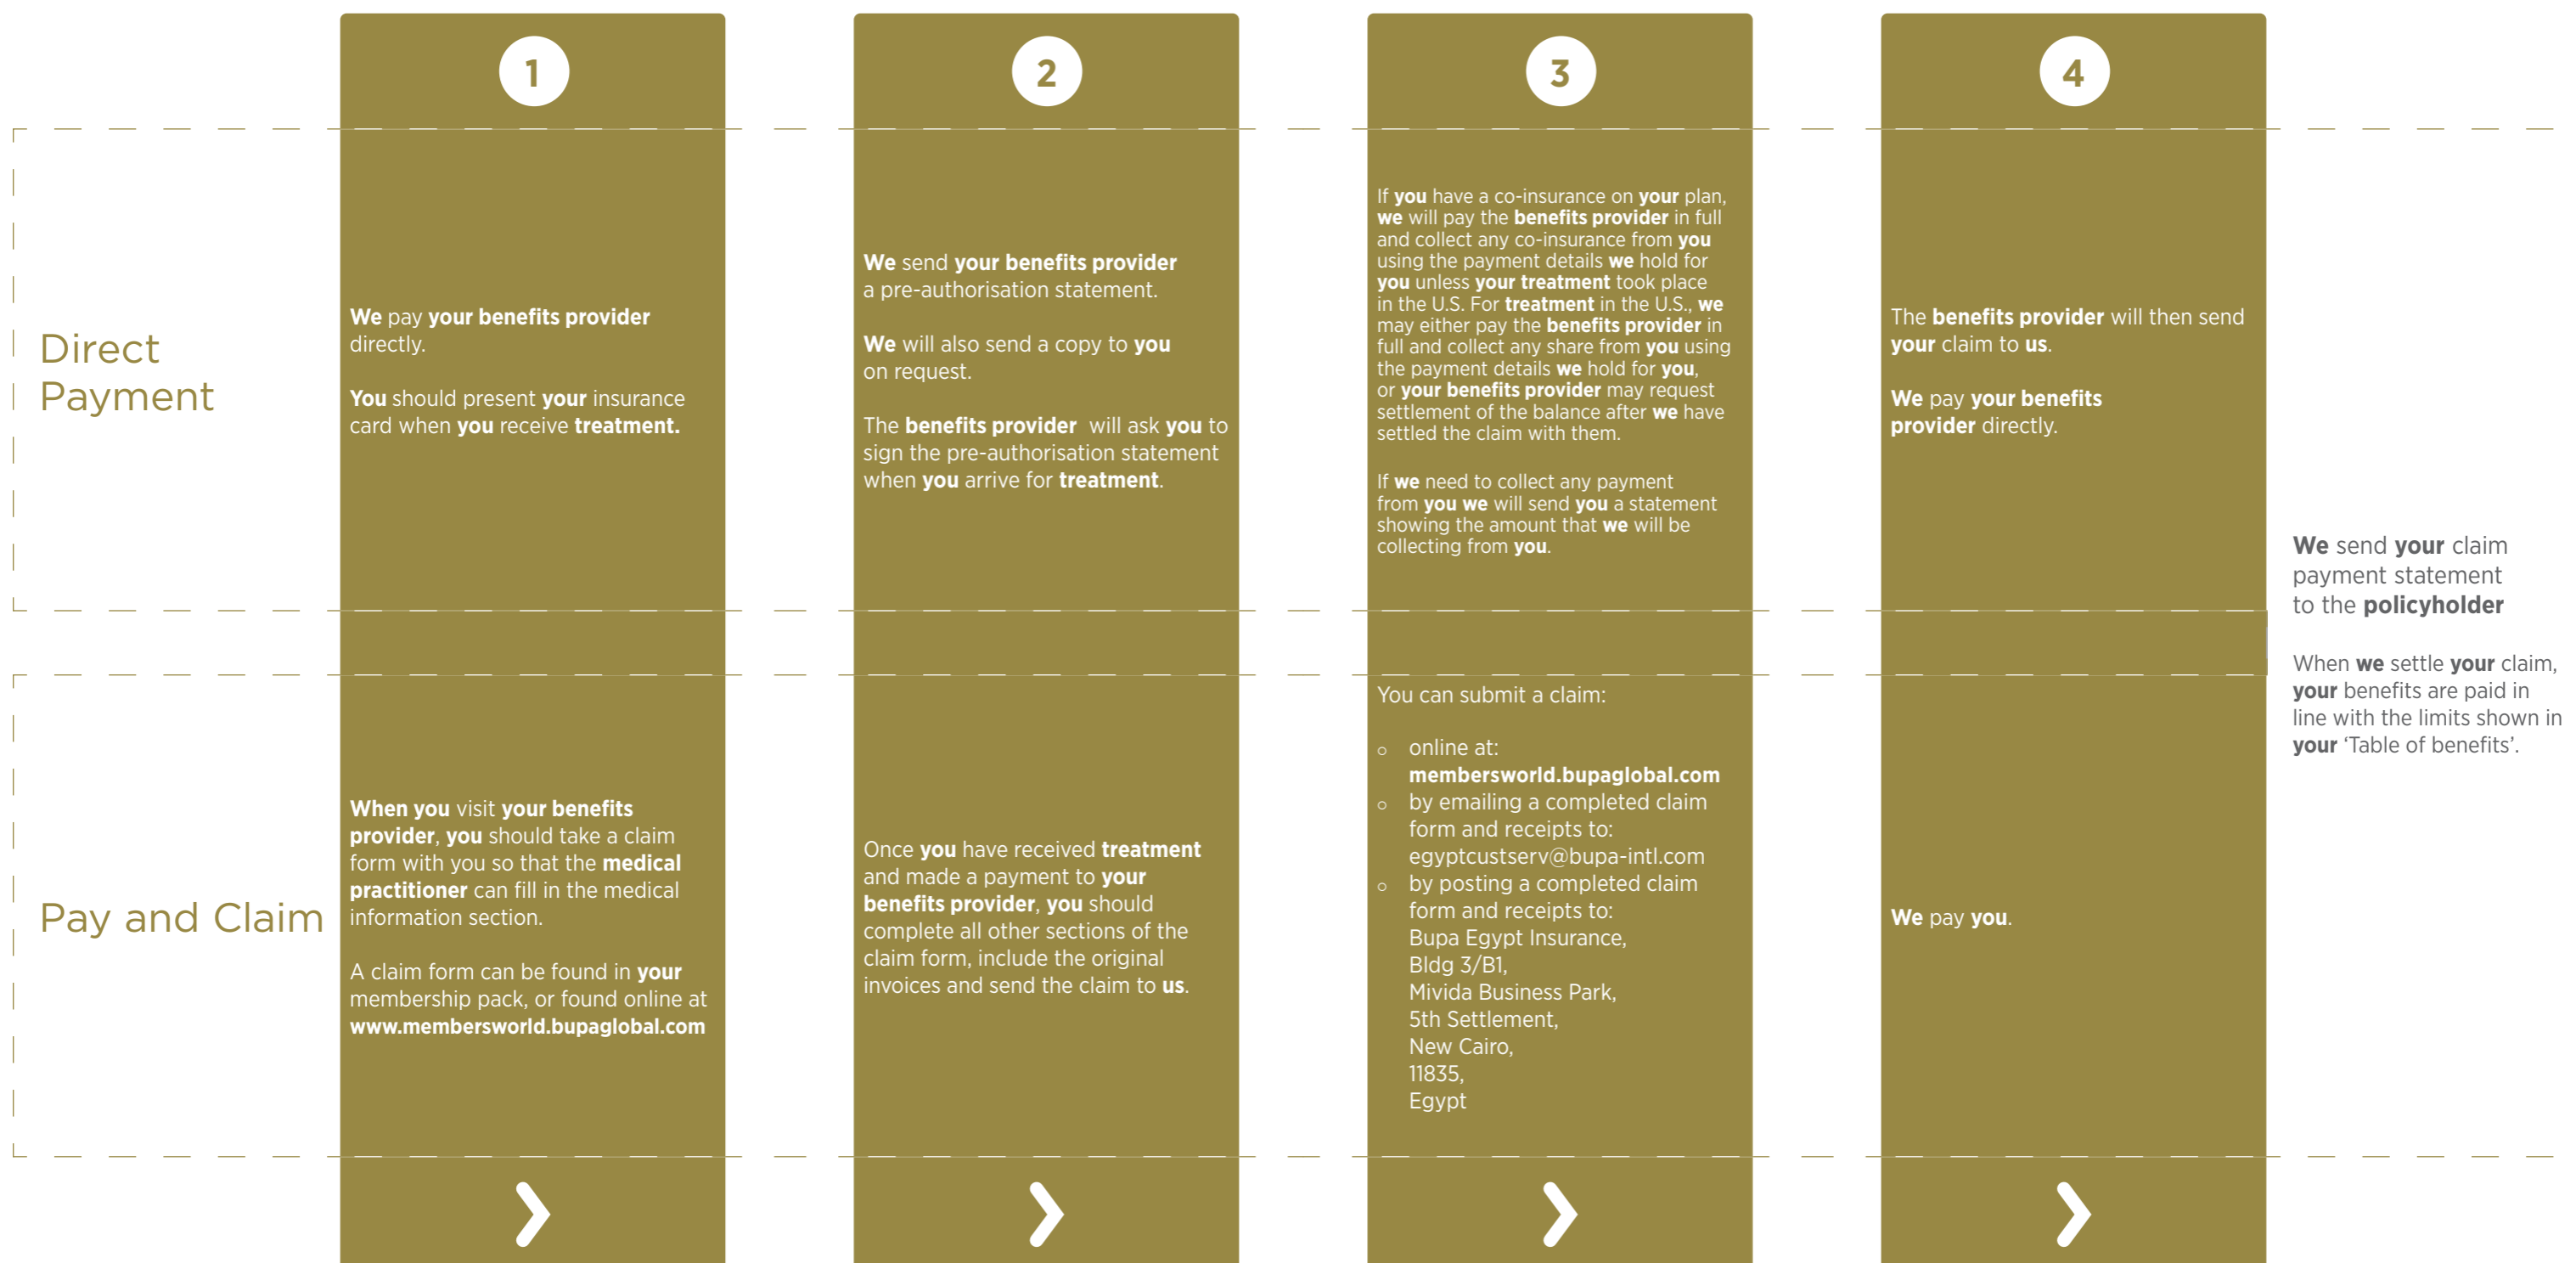 1
2
3
4
Direct
Payment
We pay your benefits provider
directly.
You should present your insurance
card when you receive treatment.
We send your benefits provider
a pre-authorisation statement.
We will also send a copy to you
on request.
The benefits provider will ask you to
sign the pre-authorisation statement
when you arrive for treatment.
If you have a co-insurance on your plan,
we will pay the benefits provider in full
and collect any co-insurance from you
using the payment details we hold for
you unless your treatment took place
in the U.S. For treatment in the U.S., we
may either pay the benefits provider in
full and collect any share from you using
the payment details we hold for you,
or your benefits provider may request
settlement of the balance after we have
settled the claim with them.
If we need to collect any payment
from you we will send you a statement
showing the amount that we will be
collecting from you.
The benefits provider will then send
your claim to us.
We pay your benefits
provider directly.
Pay and Claim
When you visit your benefits
provider, you should take a claim
form with you so that the medical
practitioner can fill in the medical
information section.
A claim form can be found in your
membership pack, or found online at
www.membersworld.bupaglobal.com
Once you have received treatment
and made a payment to your
benefits provider, you should
complete all other sections of the
claim form, include the original
invoices and send the claim to us.
You can submit a claim:
○ online at:
membersworld.bupaglobal.com
○ by emailing a completed claim
form and receipts to:
egyptcustserv@bupa-intl.com
○ by posting a completed claim
form and receipts to:
Bupa Egypt Insurance,
Bldg 3/B1,
Mivida Business Park,
5th Settlement,
New Cairo,
11835,
Egypt
We pay you.
We send your claim
payment statement
to the policyholder
When we settle your claim,
your benefits are paid in
line with the limits shown in
your ‘Table of benefits’.